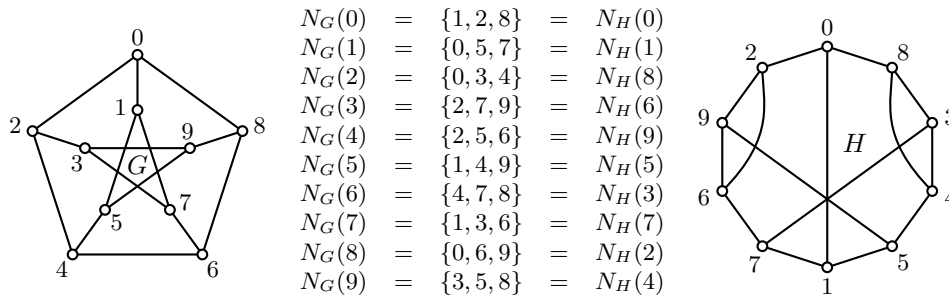 0
1
2
9
8
3
G
5
7
4
6
N_G(0) = {1, 2, 8} = N_H(0)
N_G(1) = {0, 5, 7} = N_H(1)
N_G(2) = {0, 3, 4} = N_H(8)
N_G(3) = {2, 7, 9} = N_H(6)
N_G(4) = {2, 5, 6} = N_H(9)
N_G(5) = {1, 4, 9} = N_H(5)
N_G(6) = {4, 7, 8} = N_H(3)
N_G(7) = {1, 3, 6} = N_H(7)
N_G(8) = {0, 6, 9} = N_H(2)
N_G(9) = {3, 5, 8} = N_H(4)
0
2
8
9
3
H
6
4
7
5
1